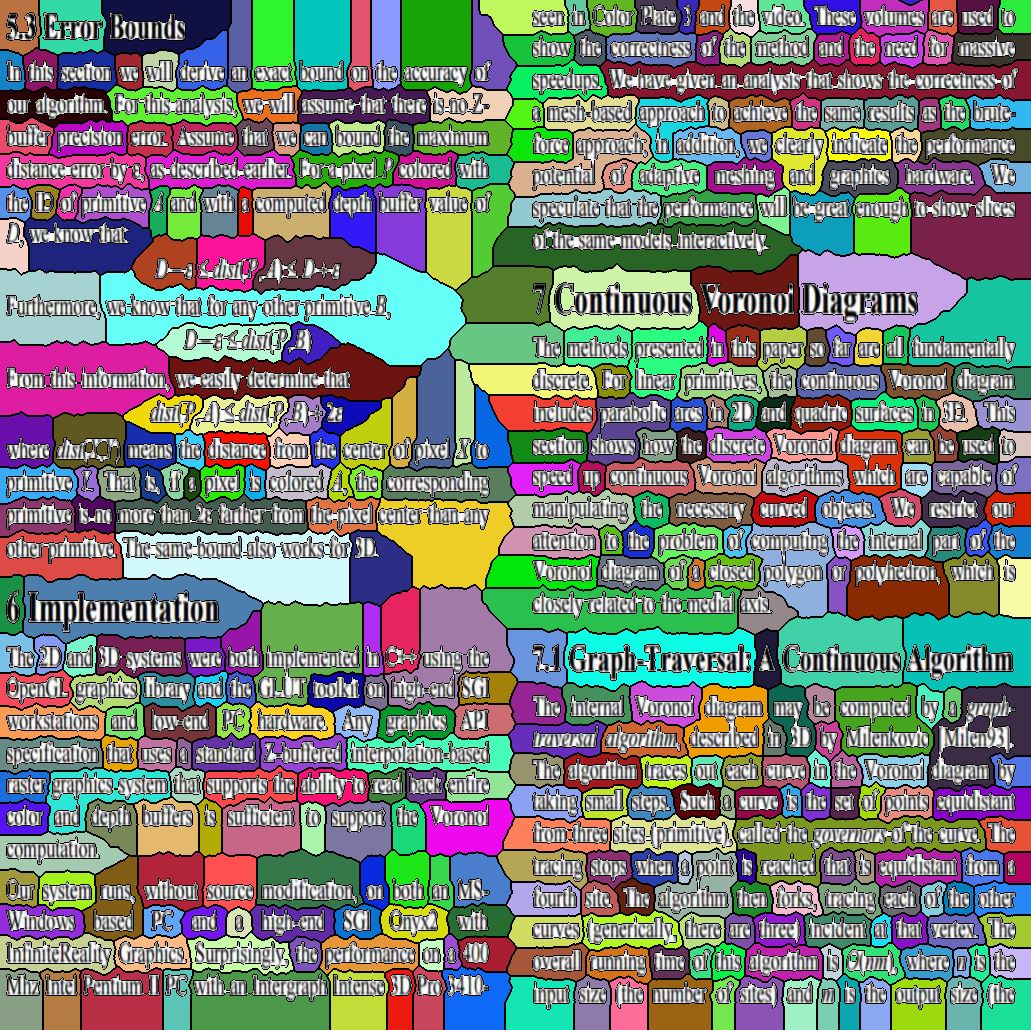 5.3 Error Bounds
In this section we will derive an exact bound on the accuracy of
our algorithm. For this analysis, we will assume that there is no Z-
buffer precision error. Assume that we can bound the maximum
distance error by ε, as described earlier. For a pixel P colored with
the ID of primitive A and with a computed depth buffer value of
D, we know that
D−ε ≤ dist(P,A) ≤ D+ε
Furthermore, we know that for any other primitive B,
D−ε ≤ dist(P,B)
From this information, we easily determine that
dist(P,A) ≤ dist(P,B)+2ε
where dist(X,Y) means the distance from the center of pixel X to
primitive Y. That is, if a pixel is colored A, the corresponding
primitive is no more than 2ε farther from the pixel center than any
other primitive. The same bound also works for 3D.
6 Implementation
The 2D and 3D systems were both implemented in C++ using the
OpenGL graphics library and the GLUT toolkit on high-end SGI
workstations and low-end PC hardware. Any graphics API
specification that uses a standard Z-buffered interpolation-based
raster graphics system that supports the ability to read back entire
color and depth buffers is sufficient to support the Voronoi
computation.
Our system runs, without source modification, on both an MS-
Windows based PC and a high-end SGI Onyx2 with
InfiniteReality Graphics. Surprisingly, the performance on a 400
Mhz Intel Pentium II PC with an Intergraph Intense 3D Pro 3410-
seen in Color Plate 3 and the video. These volumes are used to
show the correctness of the method and the need for massive
speedups. We have given an analysis that shows the correctness of
a mesh-based approach to achieve the same results as the brute-
force approach; in addition, we clearly indicate the performance
potential of adaptive meshing and graphics hardware. We
speculate that the performance will be great enough to show slices
of the same models interactively.
7 Continuous Voronoi Diagrams
The methods presented in this paper so far are all fundamentally
discrete. For linear primitives, the continuous Voronoi diagram
includes parabolic arcs in 2D and quadric surfaces in 3D. This
section shows how the discrete Voronoi diagram can be used to
speed up continuous Voronoi algorithms which are capable of
manipulating the necessary curved objects. We restrict our
attention to the problem of computing the internal part of the
Voronoi diagram of a closed polygon or polyhedron, which is
closely related to the medial axis.
7.1 Graph-Traversal: A Continuous Algorithm
The internal Voronoi diagram may be computed by a graph-
traversal algorithm, described in 3D by Milenkovic [Milen93].
The algorithm traces out each curve in the Voronoi diagram by
taking small steps. Such a curve is the set of points equidistant
from three sites (primitive), called the governors of the curve. The
tracing stops when a point is reached that is equidistant from a
fourth site. The algorithm then forks, tracing each of the other
curves (generically, there are three) incident at that vertex. The
overall running time of this algorithm is O(nm), where n is the
input size (the number of sites) and m is the output size (the